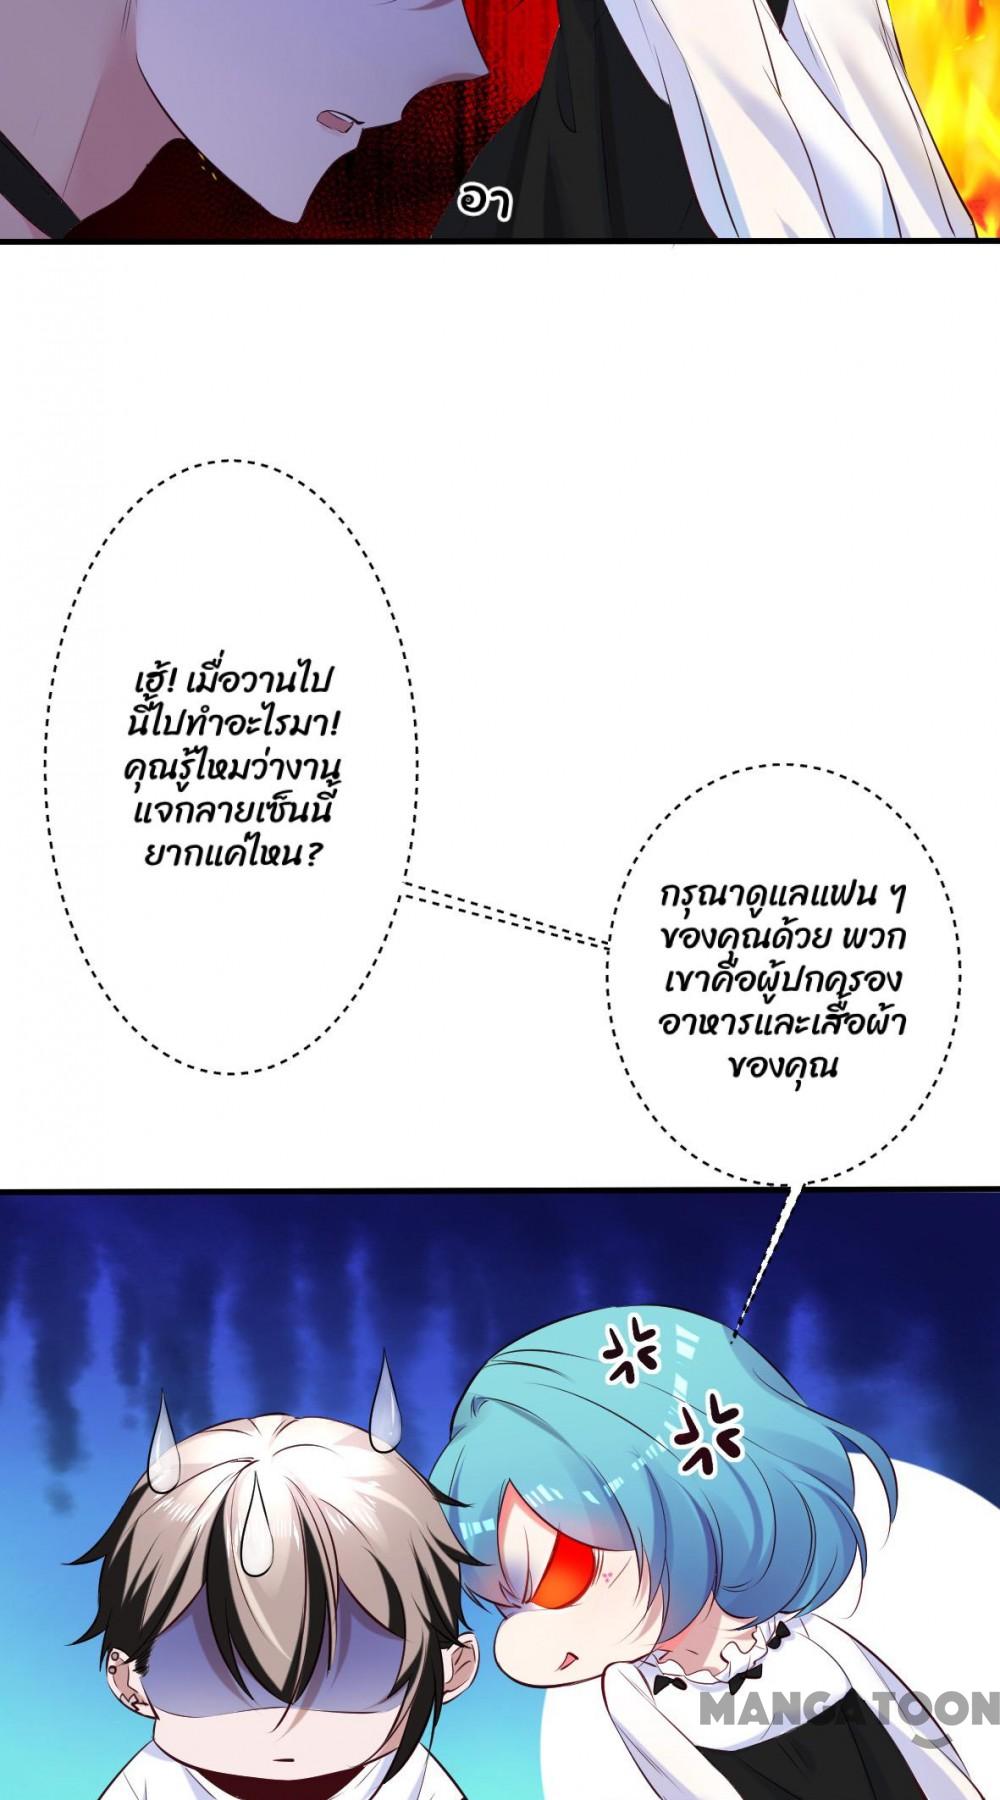 อา
เฮ้! เมื่อวานไป
นี้ไปทำอะไรมา!
คุณรู้ไหมว่างาน
แจกลายเซ็นนี้
ยากแค่ไหน?
กรุณาดูแลแฟน ๆ
ของคุณด้วย พวก
เขาคือผู้ปกครอง
อาหารและเสื้อผ้า
ของคุณ
MANGATOON